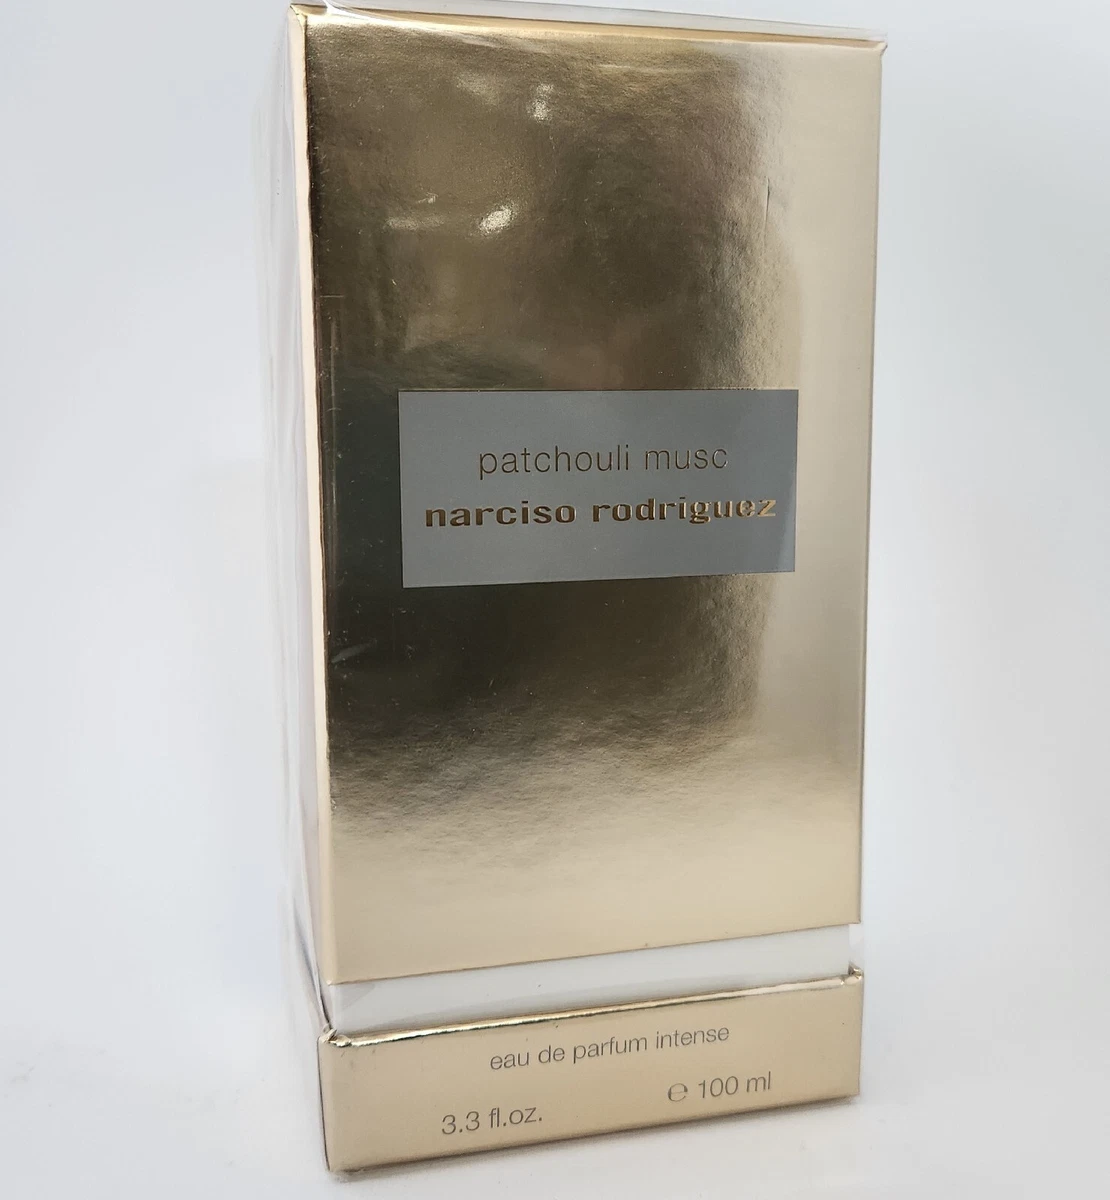 patchouli musc
narciso rodriguez
eau de parfum intense
3.3 fl.oz. ℮ 100 ml